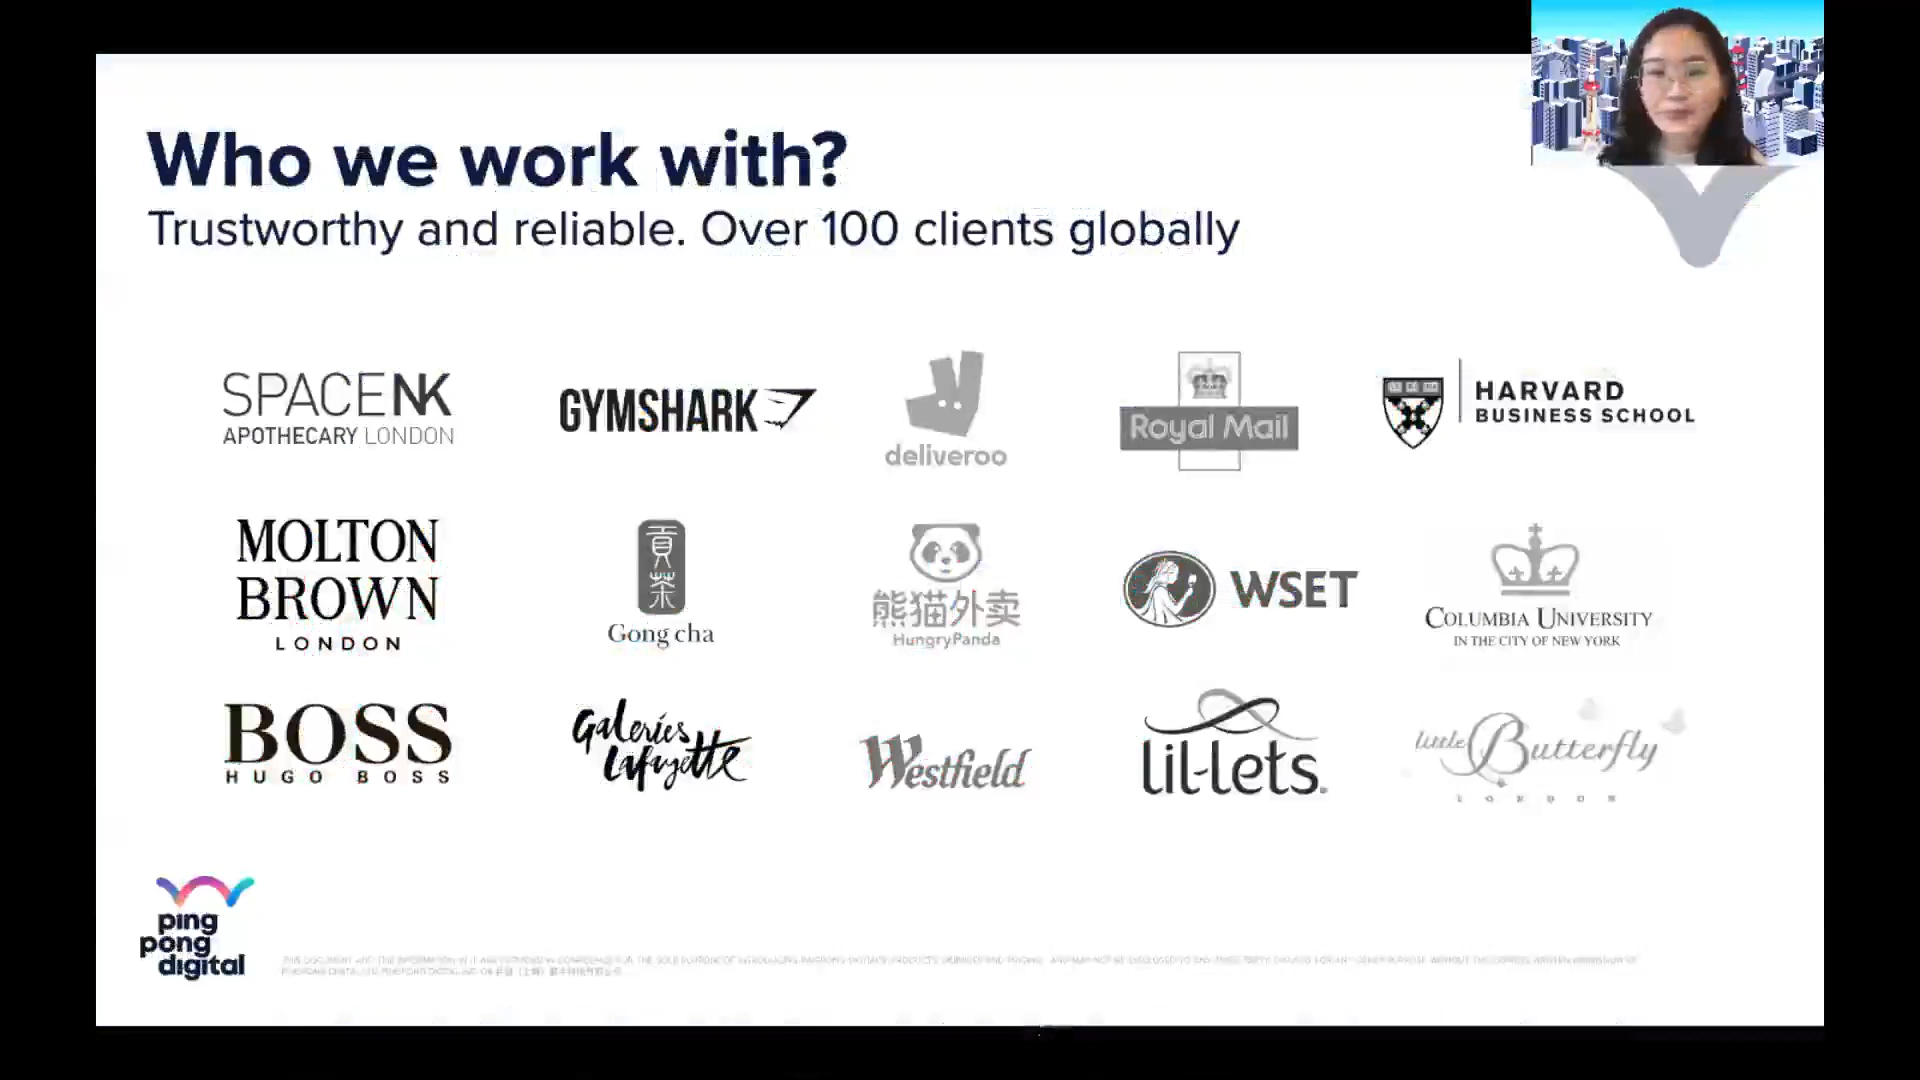 Who we work with?
Trustworthy and reliable. Over 100 clients globally
SPACENK
APOTHECARY LONDON
GYMSHARK
deliveroo
Royal Mail
HARVARD
BUSINESS SCHOOL
MOLTON
BROWN
LONDON
貢茶
Gong cha
熊猫外卖
HungryPanda
WSET
COLUMBIA UNIVERSITY
IN THE CITY OF NEW YORK
BOSS
HUGO BOSS
Galeries
Lafayette
Westfield
lil-lets.
little Butterfly
LONDON
ping
pong
digital